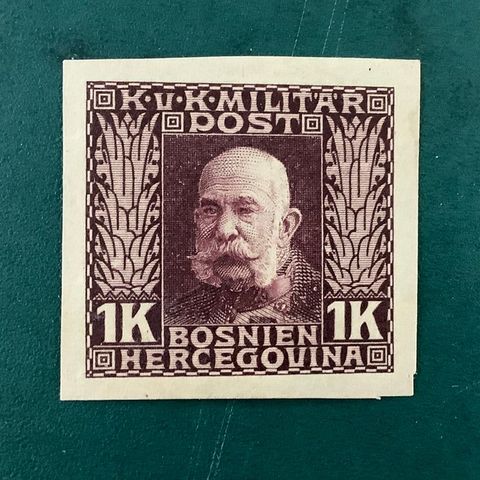 K·U·K·MILITÄR
POST
1K
1K
BOSNIEN
HERCEGOVINA